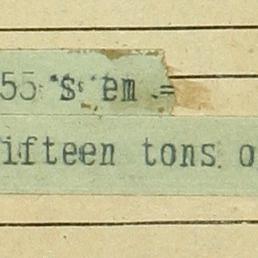 55 s em =
ifteen tons o